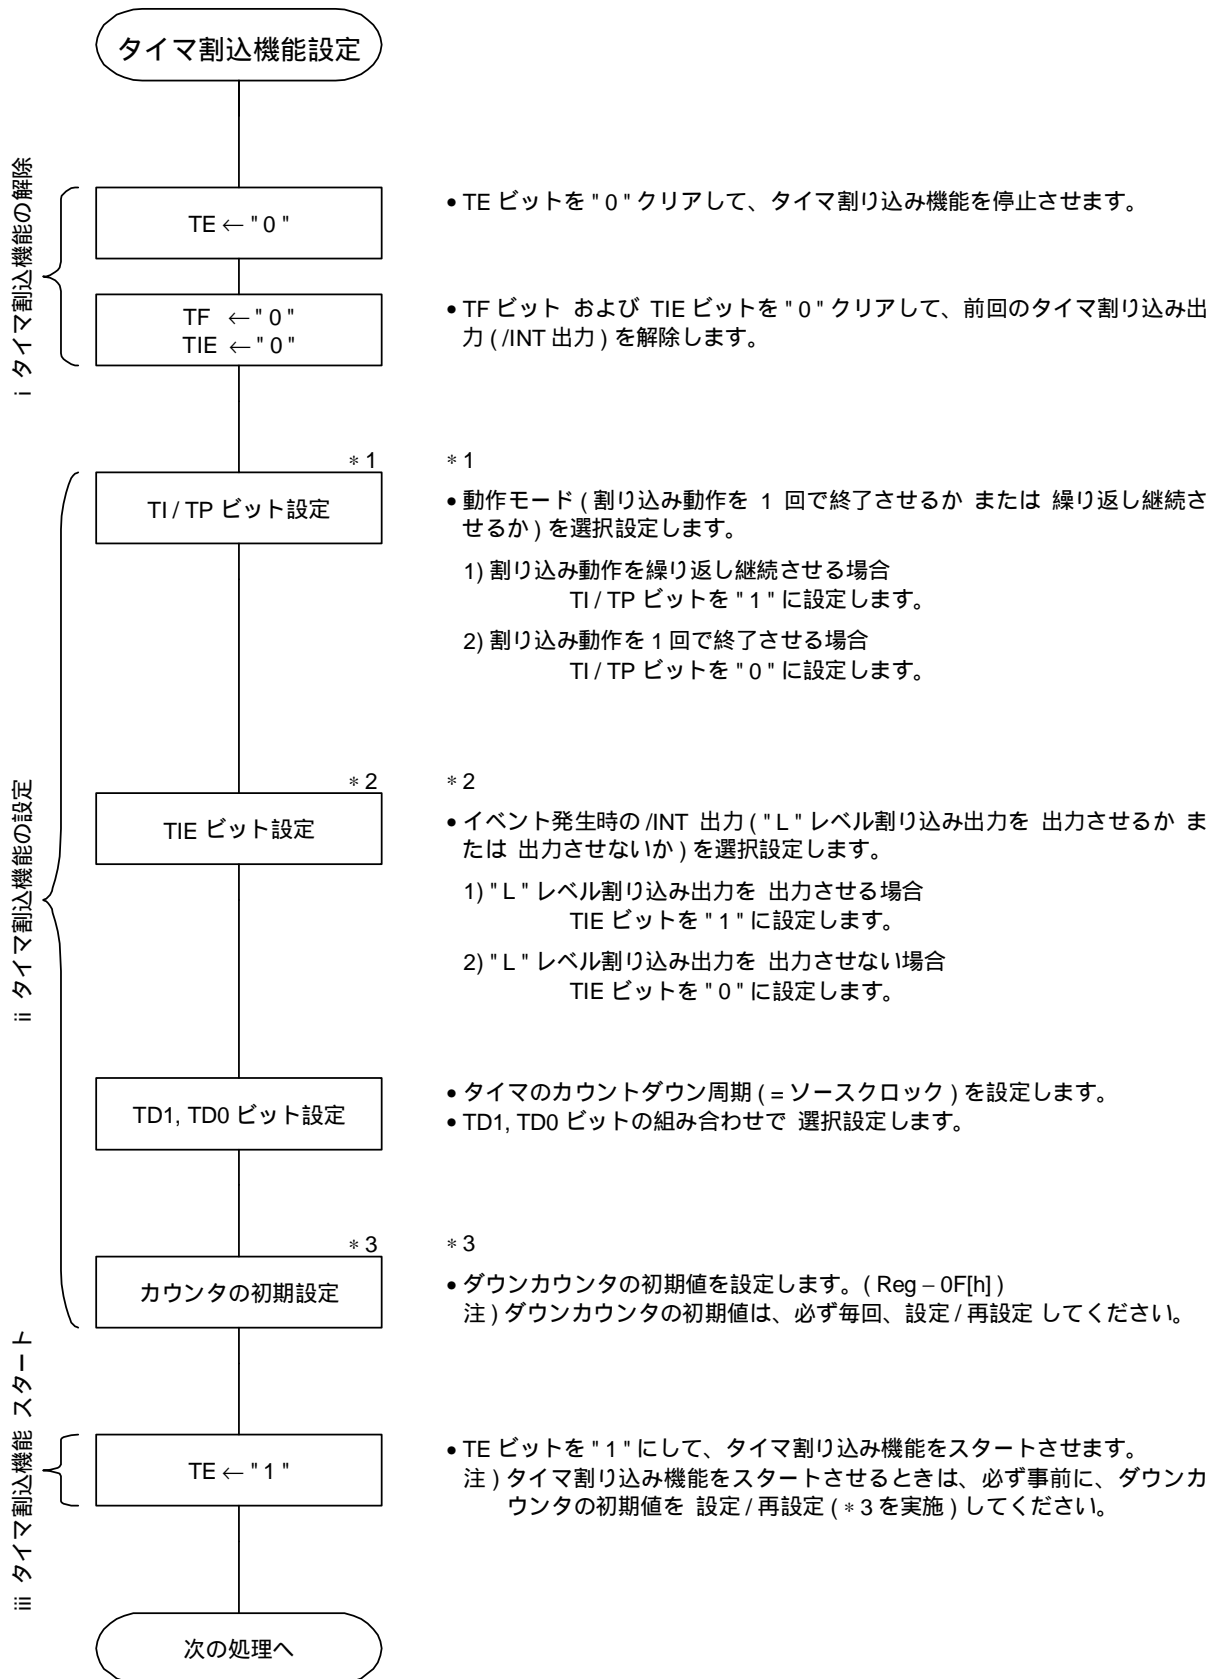 タイマ割込機能設定
i タイマ割込機能の解除
TE ← " 0 "
• TE ビットを " 0 " クリアして、タイマ割り込み機能を停止させます。
TF ← " 0 "
TIE ← " 0 "
• TF ビット および TIE ビットを " 0 " クリアして、前回のタイマ割り込み出
力 ( /INT 出力 ) を解除します。
ii タイマ割込機能の設定
* 1
TI / TP ビット設定
* 1
• 動作モード ( 割り込み動作を 1 回で終了させるか または 繰り返し継続さ
せるか ) を選択設定します。
1) 割り込み動作を繰り返し継続させる場合
TI / TP ビットを " 1 " に設定します。
2) 割り込み動作を 1 回で終了させる場合
TI / TP ビットを " 0 " に設定します。
* 2
TIE ビット設定
* 2
• イベント発生時の /INT 出力 ( " L " レベル割り込み出力を 出力させるか ま
たは 出力させないか ) を選択設定します。
1) " L " レベル割り込み出力を 出力させる場合
TIE ビットを " 1 " に設定します。
2) " L " レベル割り込み出力を 出力させない場合
TIE ビットを " 0 " に設定します。
TD1, TD0 ビット設定
• タイマのカウントダウン周期 ( = ソースクロック ) を設定します。
• TD1, TD0 ビットの組み合わせで 選択設定します。
* 3
カウンタの初期設定
* 3
• ダウンカウンタの初期値を設定します。( Reg – 0F[h] )
注 ) ダウンカウンタの初期値は、必ず毎回、設定 / 再設定 してください。
iii タイマ割込機能 スタート
TE ← " 1 "
• TE ビットを " 1 " にして、タイマ割り込み機能をスタートさせます。
注 ) タイマ割り込み機能をスタートさせるときは、必ず事前に、ダウンカ
ウンタの初期値を 設定 / 再設定 ( * 3 を実施 ) してください。
次の処理へ